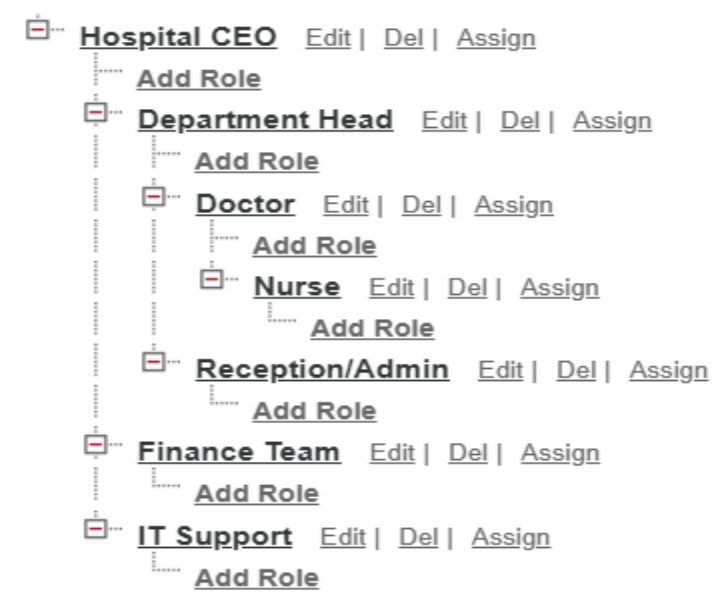 Hospital CEO Edit | Del | Assign
Add Role
Department Head Edit | Del | Assign
Add Role
Doctor Edit | Del | Assign
Add Role
Nurse Edit | Del | Assign
Add Role
Reception/Admin Edit | Del | Assign
Add Role
Finance Team Edit | Del | Assign
Add Role
IT Support Edit | Del | Assign
Add Role